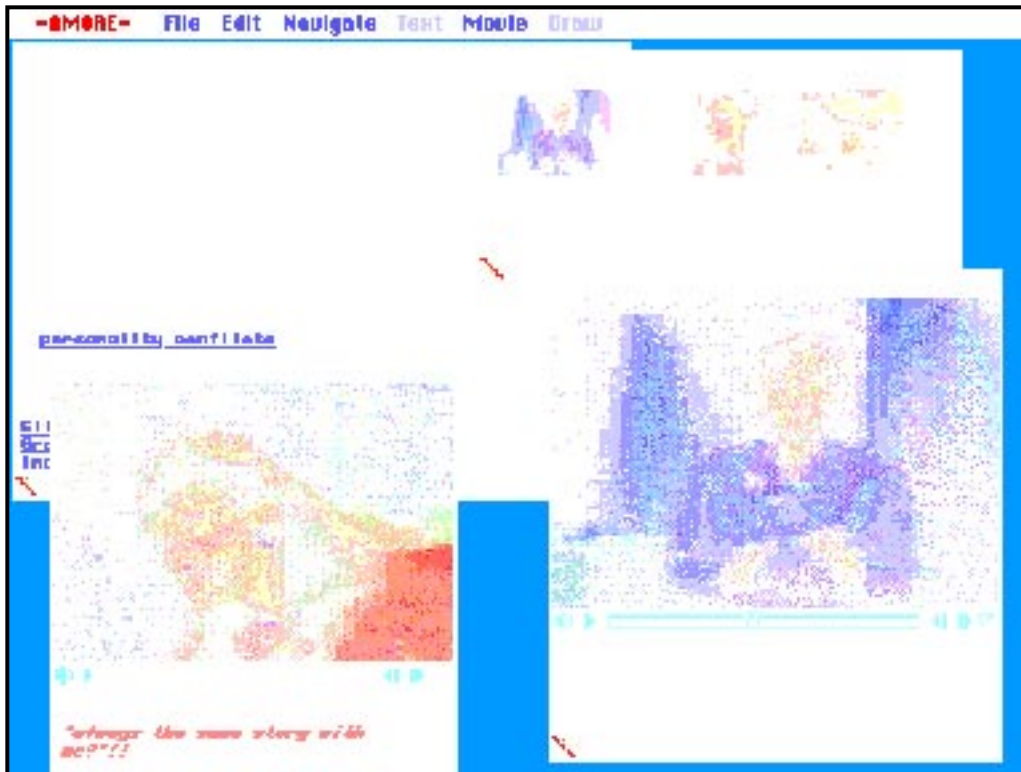 -AMORE- File Edit Navigate Text Movie Draw
personality conflicts
"always the same story with
me?"!!